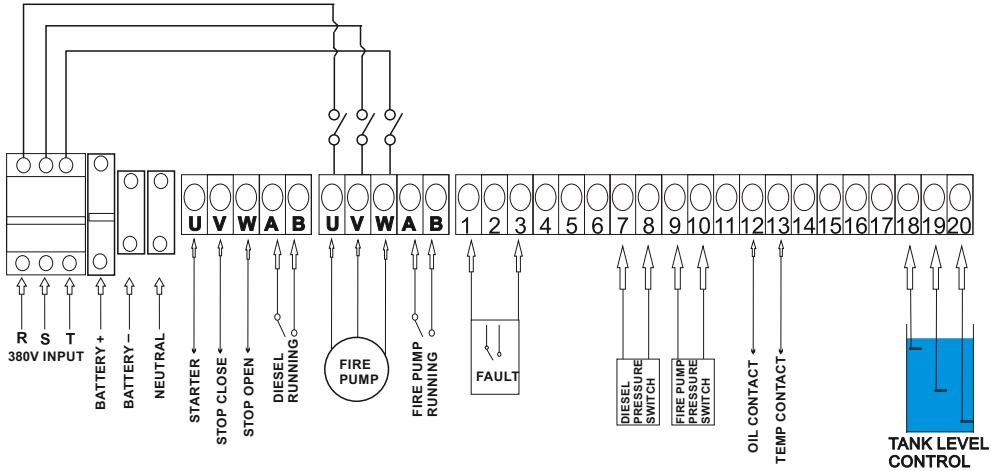 U V W A B
U V W A B
1 2 3 4 5 6 7 8 9 10 11 12 13 14 15 16 17 18 19 20
R S T
380V INPUT
BATTERY +
BATTERY –
NEUTRAL
STARTER
STOP CLOSE
STOP OPEN
DIESEL
RUNNING
FIRE
PUMP
FIRE PUMP
RUNNING
FAULT
DIESEL
PRESSURE
SWITCH
FIRE PUMP
PRESSURE
SWITCH
OIL CONTACT
TEMP CONTACT
TANK LEVEL
CONTROL